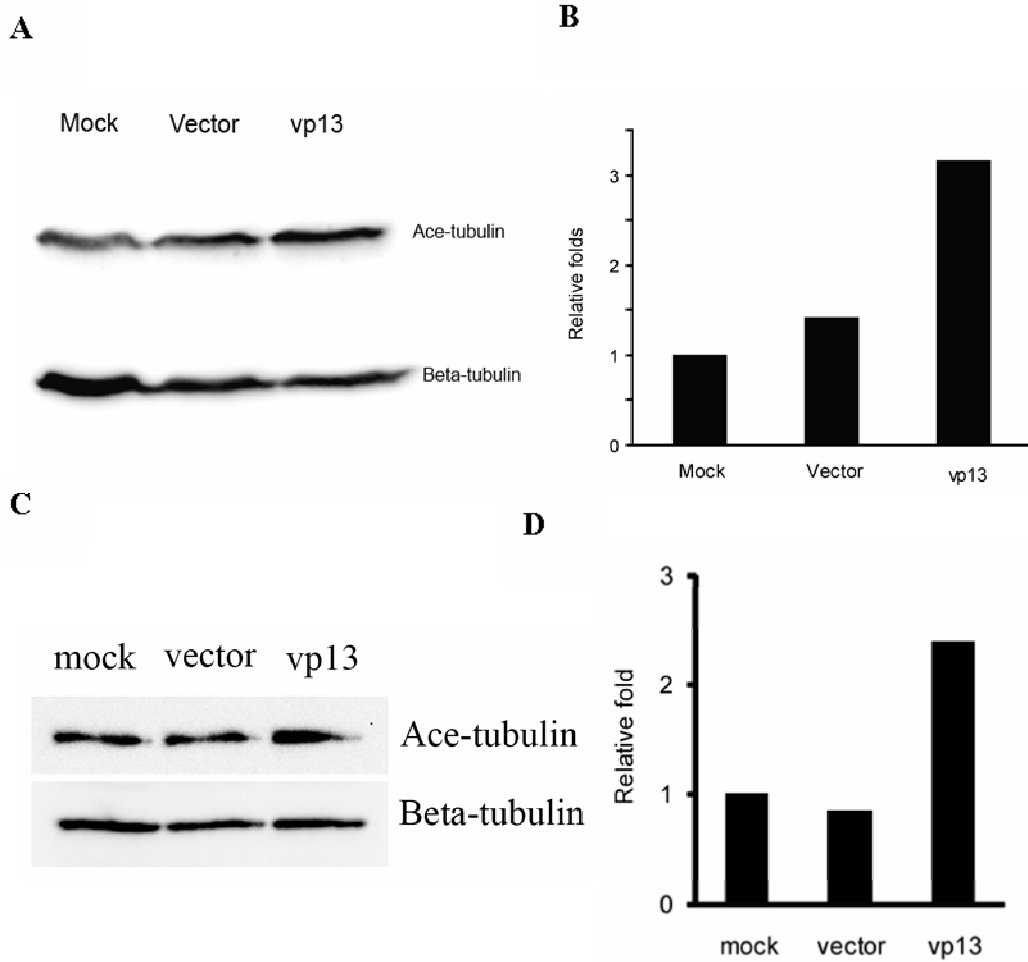 A
Mock Vector vp13
Ace-tubulin
Beta-tubulin
B
Relative folds
3
2
1
0
Mock Vector vp13
C
mock vector vp13
Ace-tubulin
Beta-tubulin
D
Relative fold
3
2
1
0
mock vector vp13